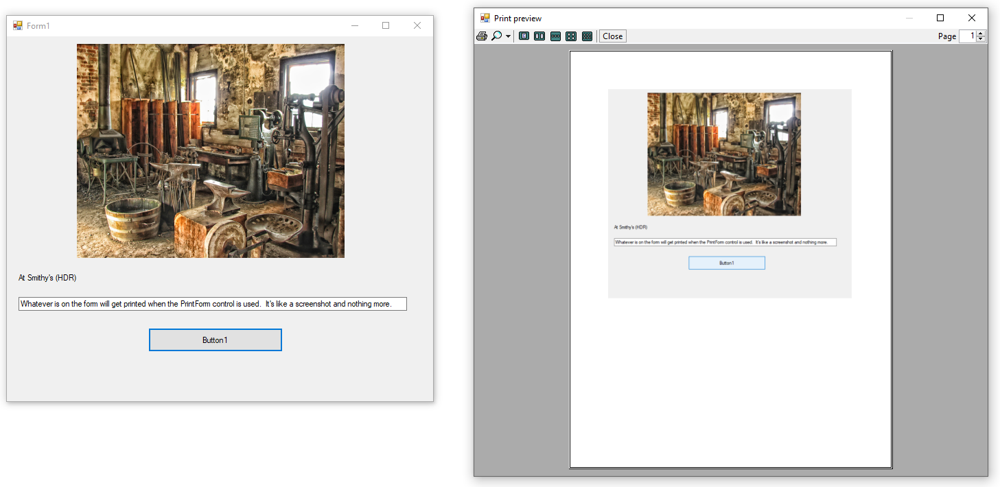 Form1
At Smithy's (HDR)
Whatever is on the form will get printed when the PrintForm control is used.  It's like a screenshot and nothing more.
Button1
Print preview
Close
Page 1
At Smithy's (HDR)
Whatever is on the form will get printed when the PrintForm control is used.  It's like a screenshot and nothing more.
Button1